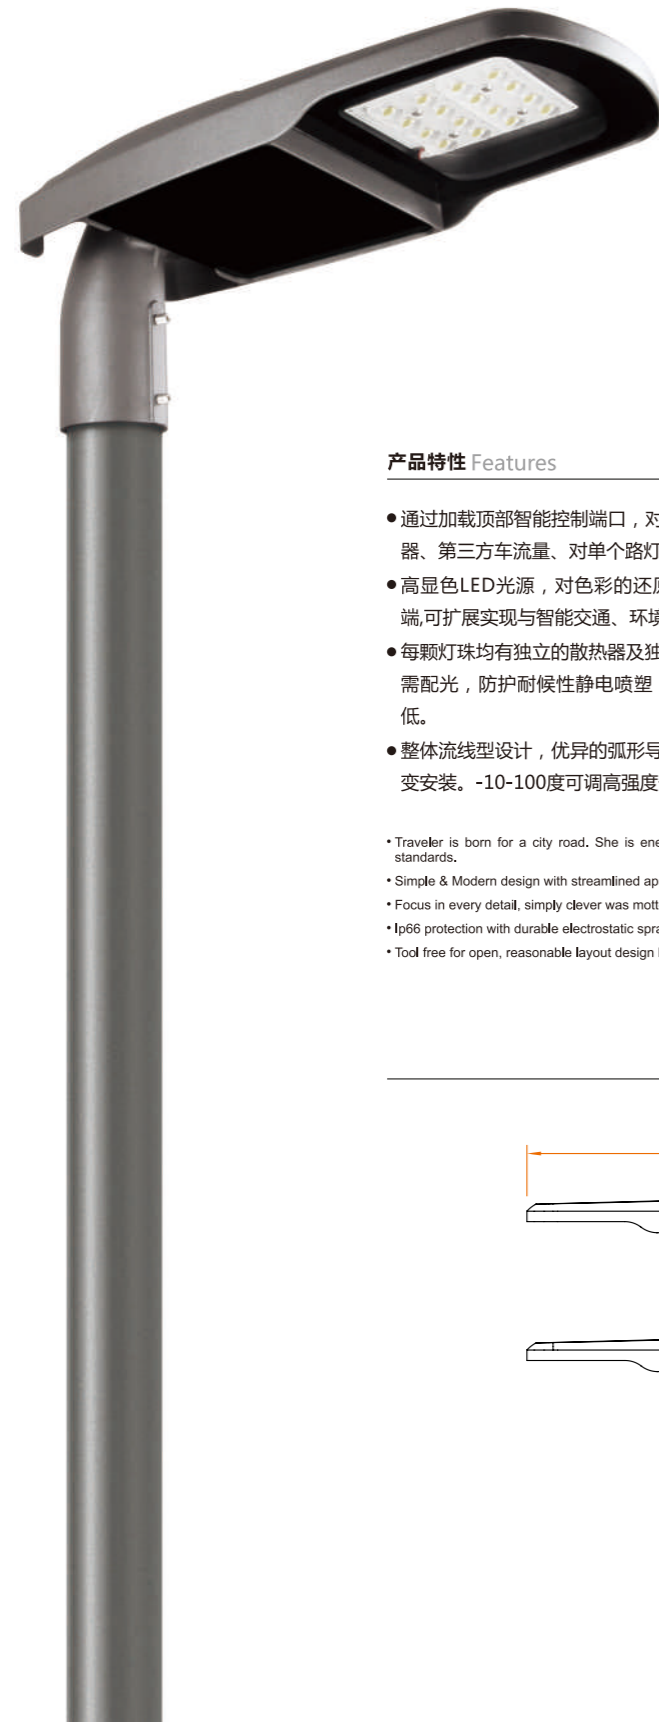 产品特性 Features
●通过加载顶部智能控制端口，对
器、第三方车流量、对单个路灯
●高显色LED光源，对色彩的还原
端,可扩展实现与智能交通、环境
●每颗灯珠均有独立的散热器及独
需配光，防护耐候性静电喷塑
低。
●整体流线型设计，优异的弧形导
变安装。-10-100度可调高强度
• Traveler is born for a city road. She is ene
standards.
• Simple & Modern design with streamlined ap
• Focus in every detail, simply clever was mott
• Ip66 protection with durable electrostatic spra
• Tool free for open, reasonable layout design